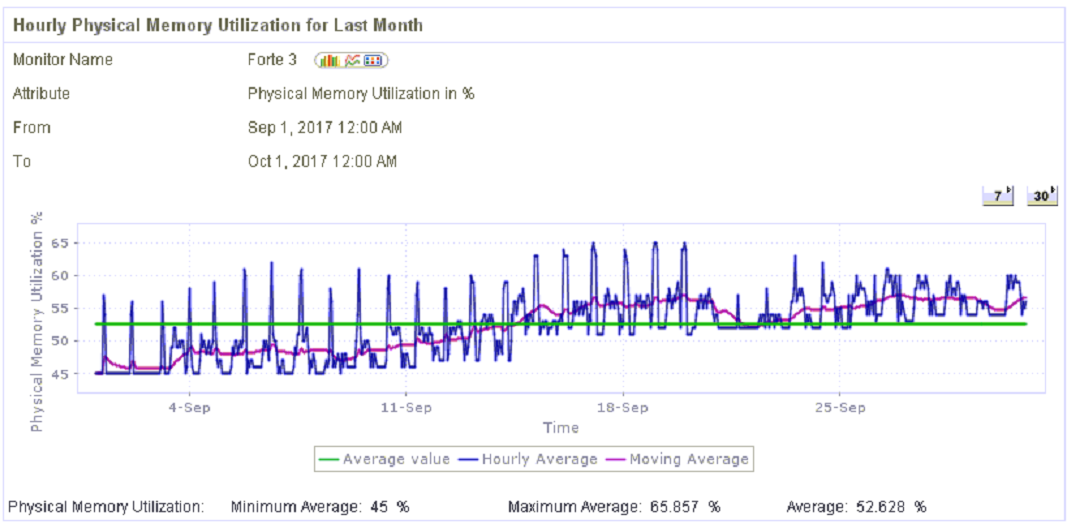 Hourly Physical Memory Utilization for Last Month
Monitor Name Forte 3
Attribute Physical Memory Utilization in %
From Sep 1, 2017 12:00 AM
To Oct 1, 2017 12:00 AM
7 30
Physical Memory Utilization %
65
60
55
50
45
4-Sep 11-Sep 18-Sep 25-Sep
Time
Average value Hourly Average Moving Average
Physical Memory Utilization: Minimum Average: 45 % Maximum Average: 65.857 % Average: 52.628 %